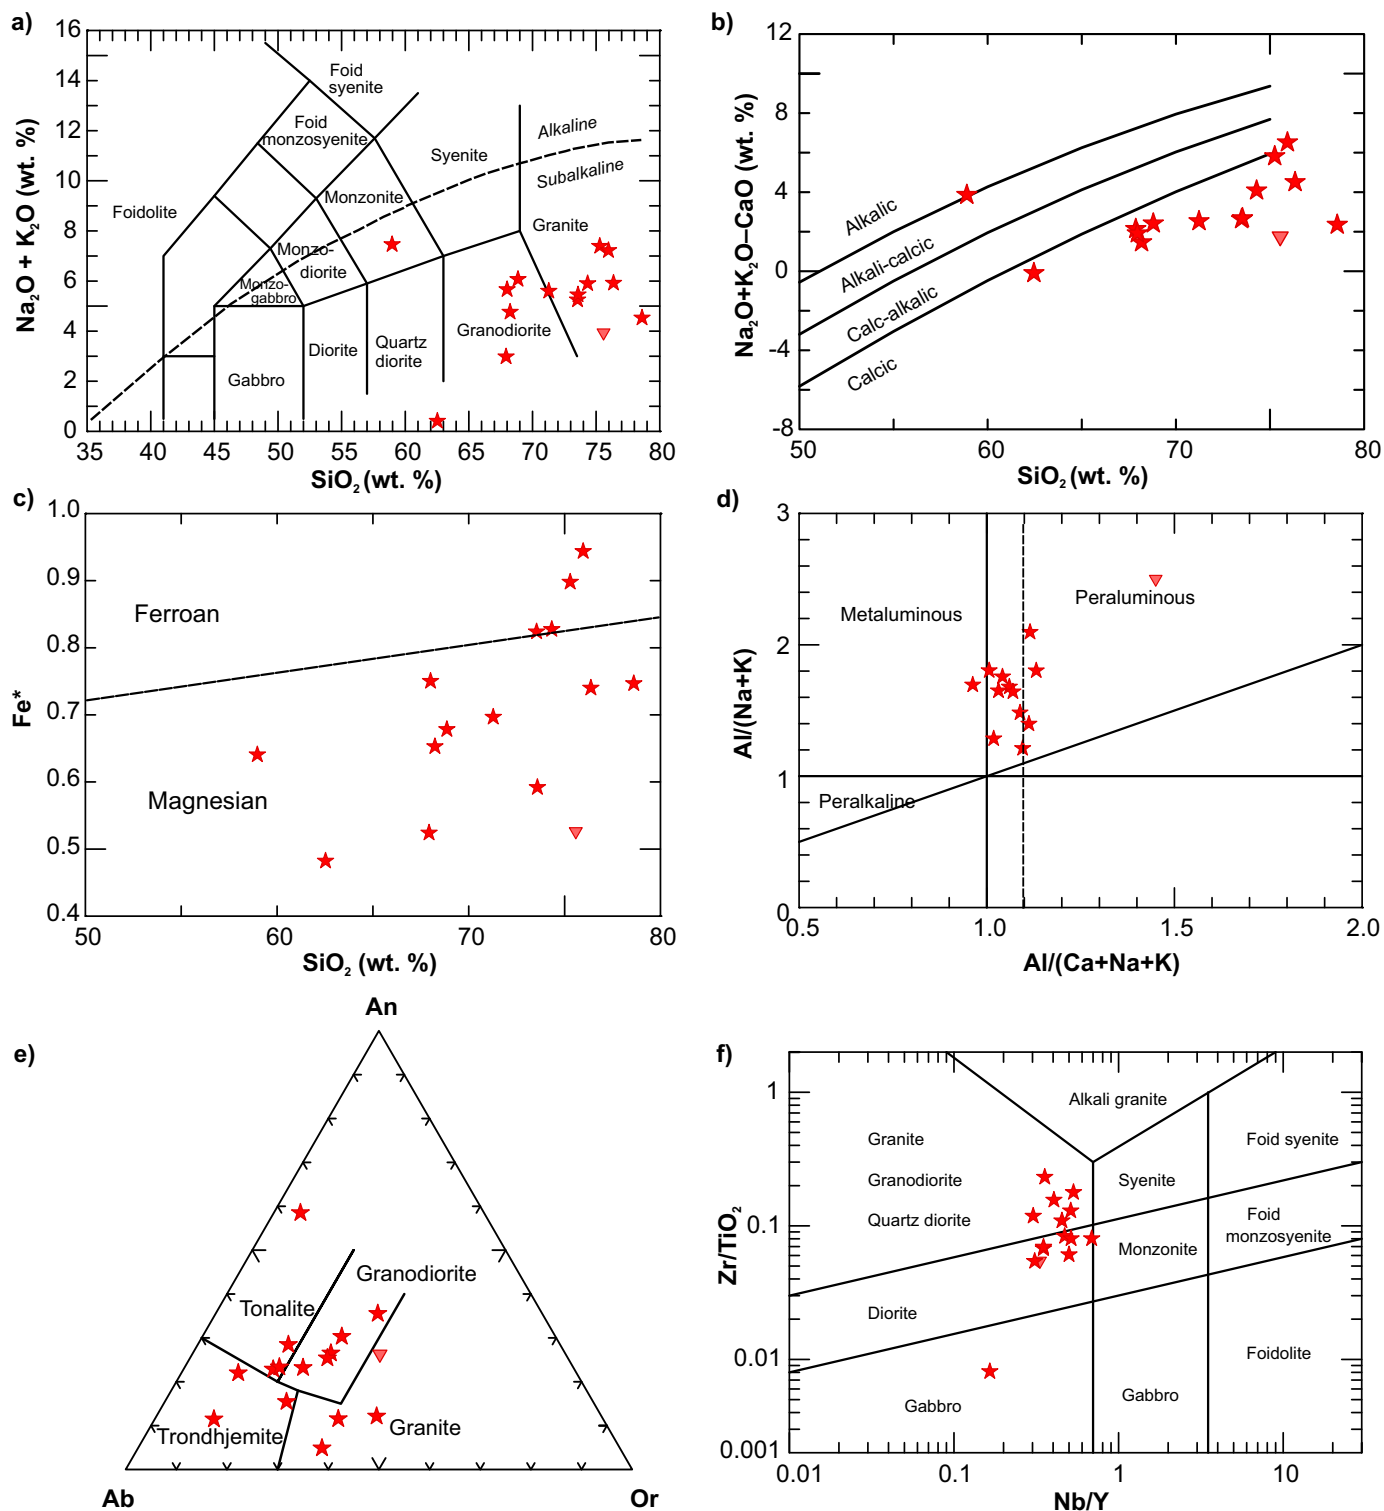 a)
16
14
12
10
8
6
4
2
0
35
40
45
50
55
60
65
70
75
80
Na₂O + K₂O (wt. %)
SiO₂ (wt. %)
Foid
syenite
Foid
monzosyenite
Foidolite
Syenite
Alkaline
Subalkaline
Monzonite
Granite
Monzo-
diorite
Monzo-
gabbro
Gabbro
Diorite
Quartz
diorite
Granodiorite
b)
12
8
4
0
-4
-8
50
60
70
80
Na₂O+K₂O–CaO (wt. %)
SiO₂ (wt. %)
Alkalic
Alkali-calcic
Calc-alkalic
Calcic
c)
1.0
0.9
0.8
0.7
0.6
0.5
0.4
50
60
70
80
Fe*
SiO₂ (wt. %)
Ferroan
Magnesian
d)
3
2
1
0
0.5
1.0
1.5
2.0
Al/(Na+K)
Al/(Ca+Na+K)
Metaluminous
Peraluminous
Peralkaline
e)
An
Ab
Or
Tonalite
Granodiorite
Trondhjemite
Granite
f)
1
0.1
0.01
0.001
0.01
0.1
1
10
Zr/TiO₂
Nb/Y
Alkali granite
Granite
Granodiorite
Quartz diorite
Syenite
Foid syenite
Foid
monzosyenite
Monzonite
Diorite
Foidolite
Gabbro
Gabbro